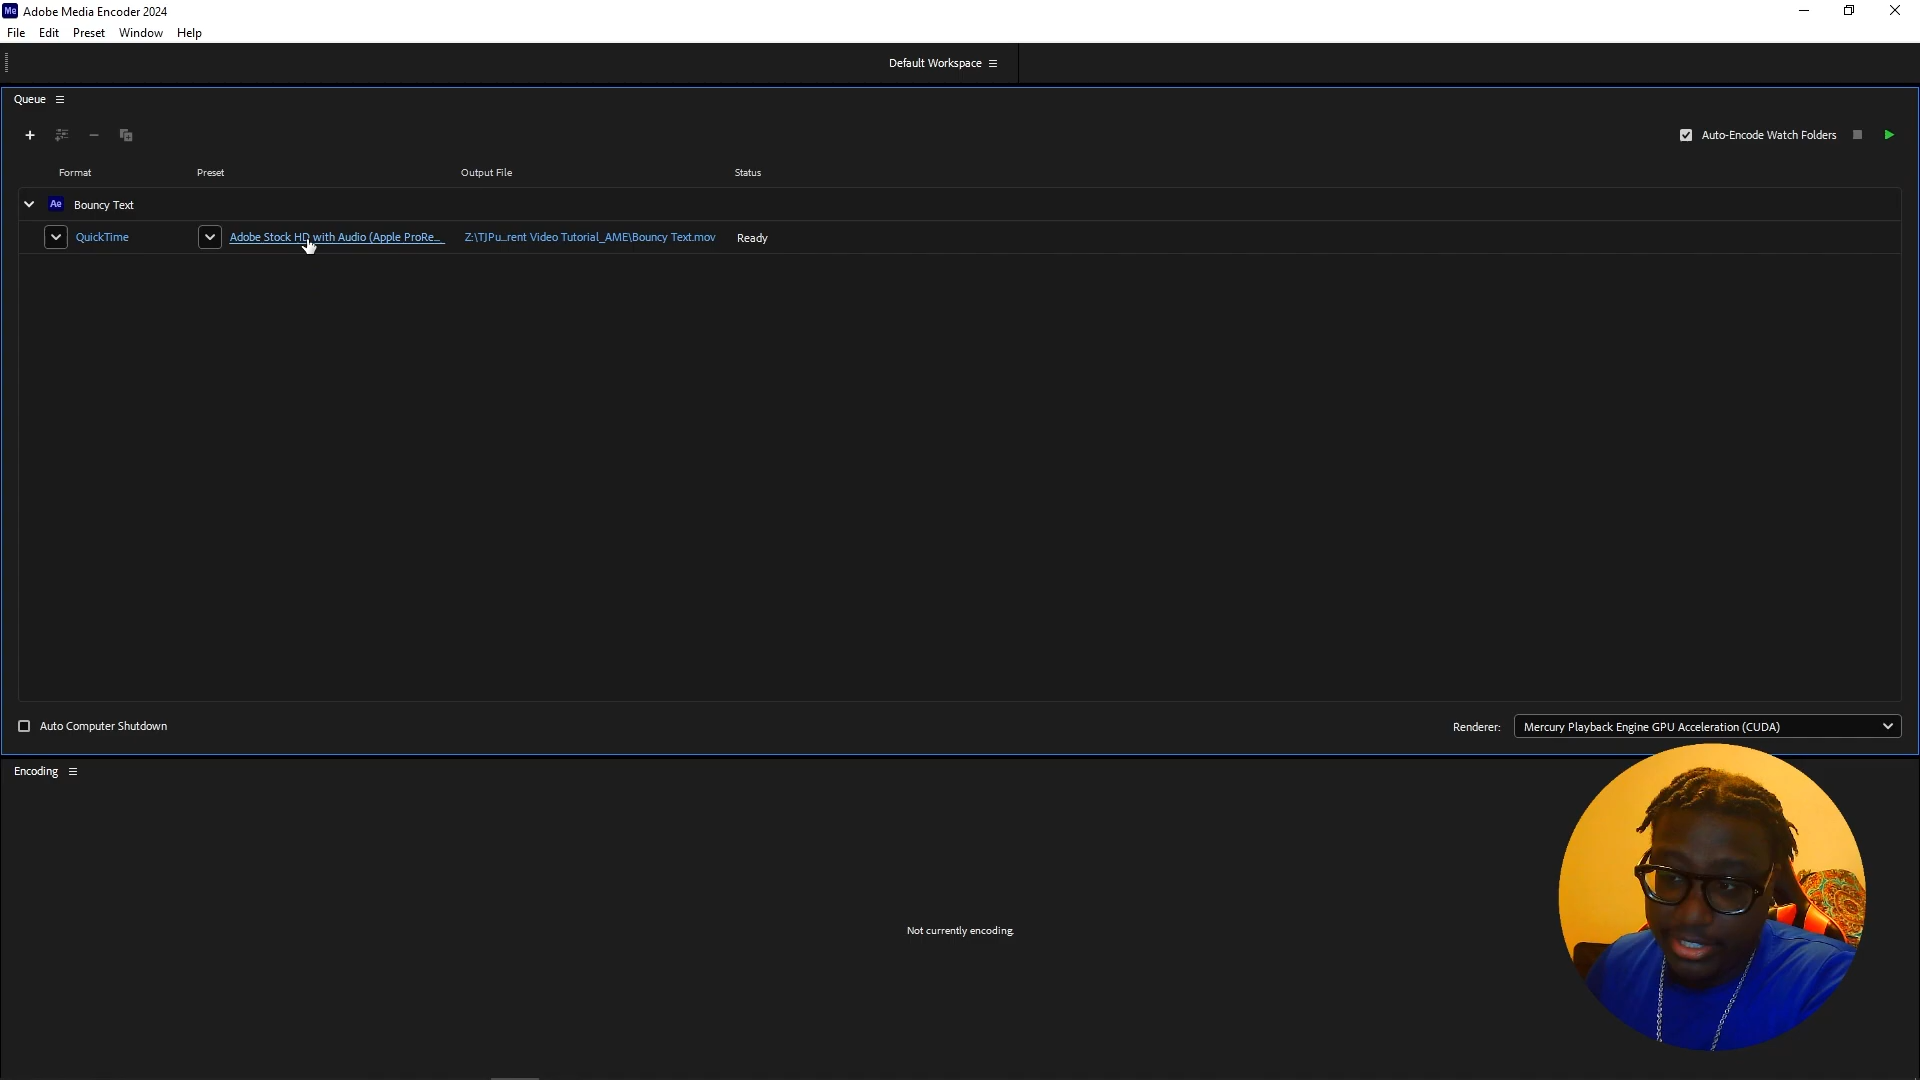 Me Adobe Media Encoder 2024
File Edit Preset Window Help
Default Workspace
Queue
Auto-Encode Watch Folders
Format Preset Output File Status
Ae Bouncy Text
QuickTime Adobe Stock HD with Audio (Apple ProRe... Z:\TJPu...rent Video Tutorial_AME\Bouncy Text.mov Ready
Auto Computer Shutdown Renderer: Mercury Playback Engine GPU Acceleration (CUDA)
Encoding
Not currently encoding.